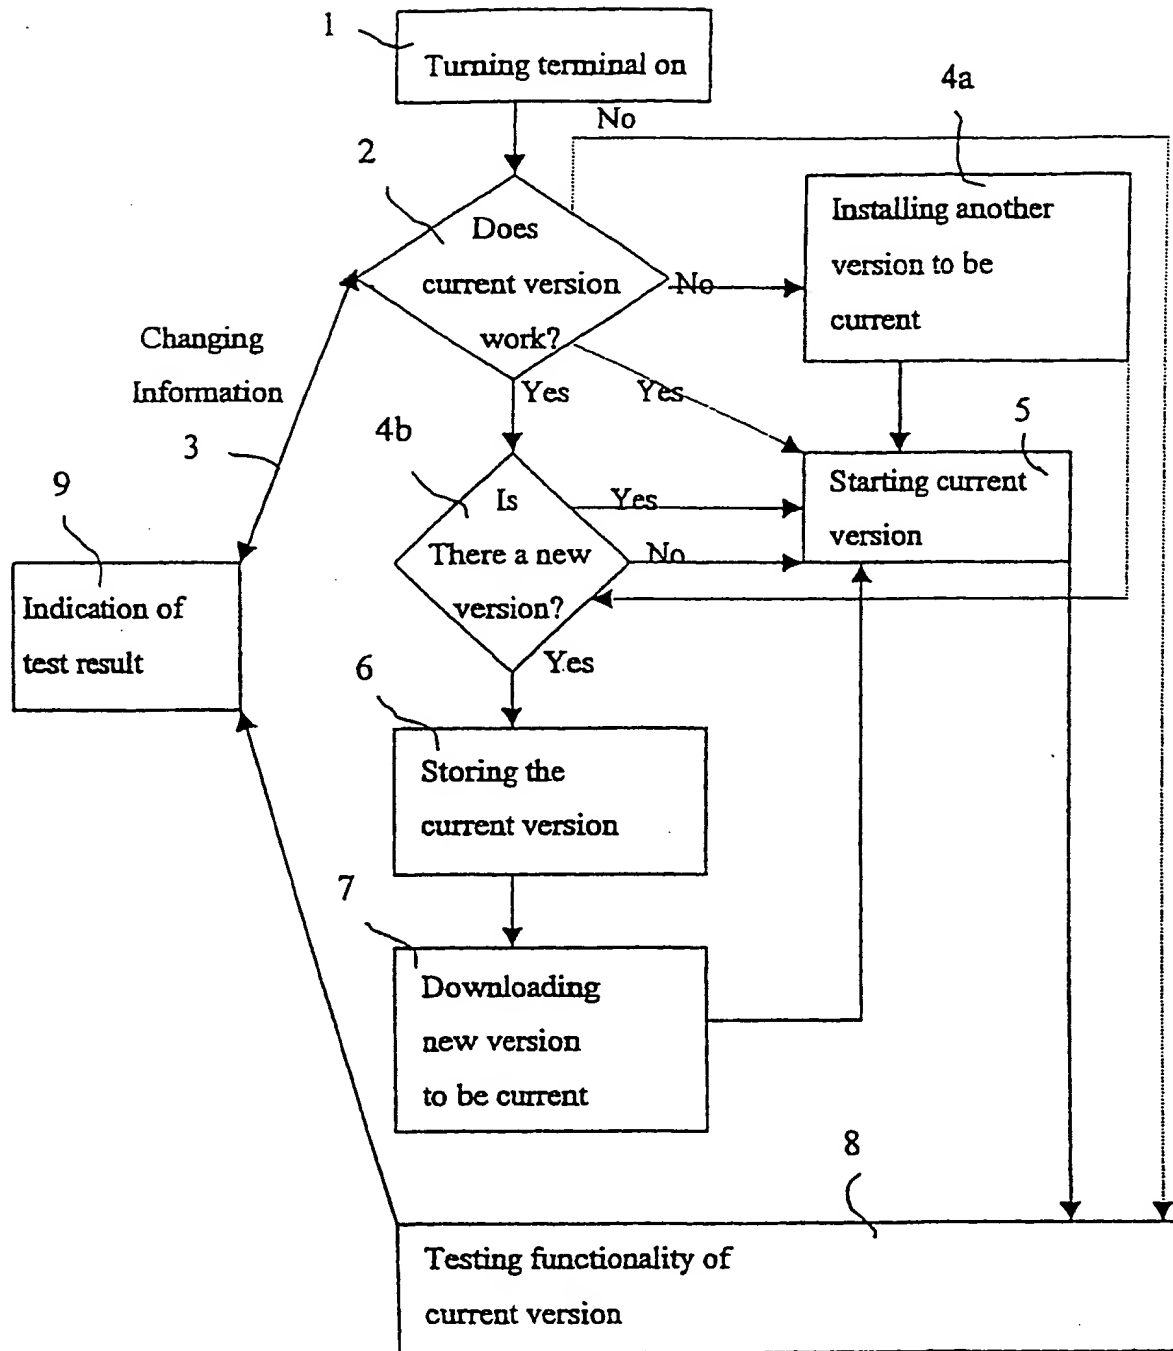 1
Turning terminal on
No
4a
2
Does
current version
work?
No
Installing another
version to be
current
Changing
Information
3
Yes
Yes
4b
5
Starting current
version
Is
There a new
version?
Yes
No
Yes
9
Indication of
test result
6
Storing the
current version
7
Downloading
new version
to be current
8
Testing functionality of
current version